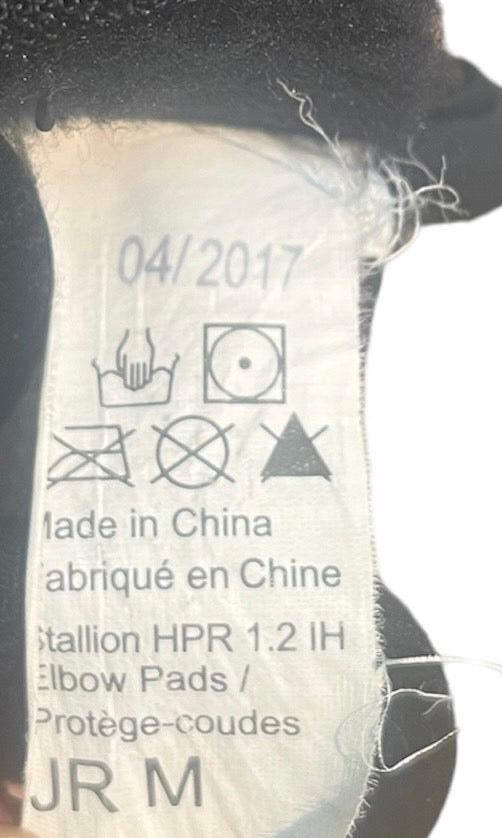 04/2017
Made in China
Fabriqué en Chine
Stallion HPR 1.2 IH
Elbow Pads /
Protège-coudes
JR M